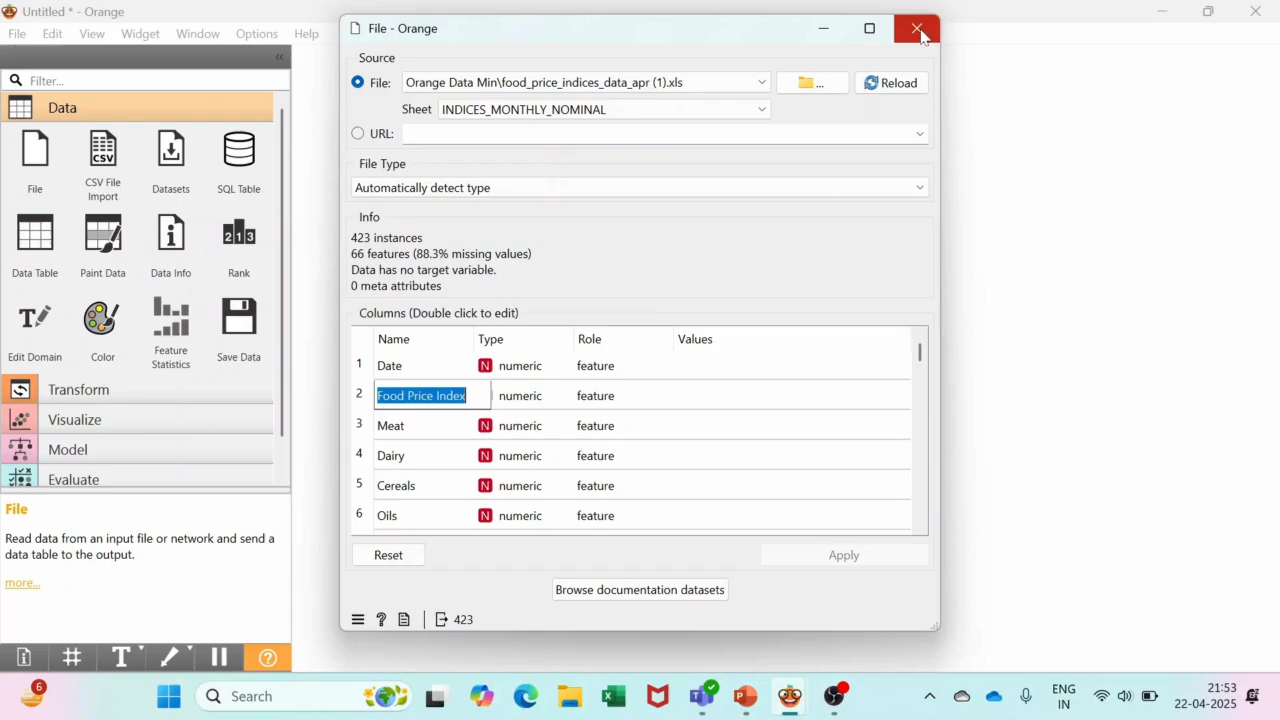 Untitled * - Orange
File Edit View Widget Window Options Help
Filter...
Data
File
CSV File Import
Datasets
SQL Table
Data Table
Paint Data
Data Info
Rank
Edit Domain
Color
Feature Statistics
Save Data
Transform
Visualize
Model
Evaluate
File
Read data from an input file or network and send a
data table to the output.
more...
File - Orange
Source
File: Orange Data Min\food_price_indices_data_apr (1).xls ... Reload
Sheet INDICES_MONTHLY_NOMINAL
URL:
File Type
Automatically detect type
Info
423 instances
66 features (88.3% missing values)
Data has no target variable.
0 meta attributes
Columns (Double click to edit)
Name Type Role Values
1 Date N numeric feature
2 Food Price Index numeric feature
3 Meat N numeric feature
4 Dairy N numeric feature
5 Cereals N numeric feature
6 Oils N numeric feature
Reset Apply
Browse documentation datasets
? 423
6
Search
ENG
IN
21:53
22-04-2025